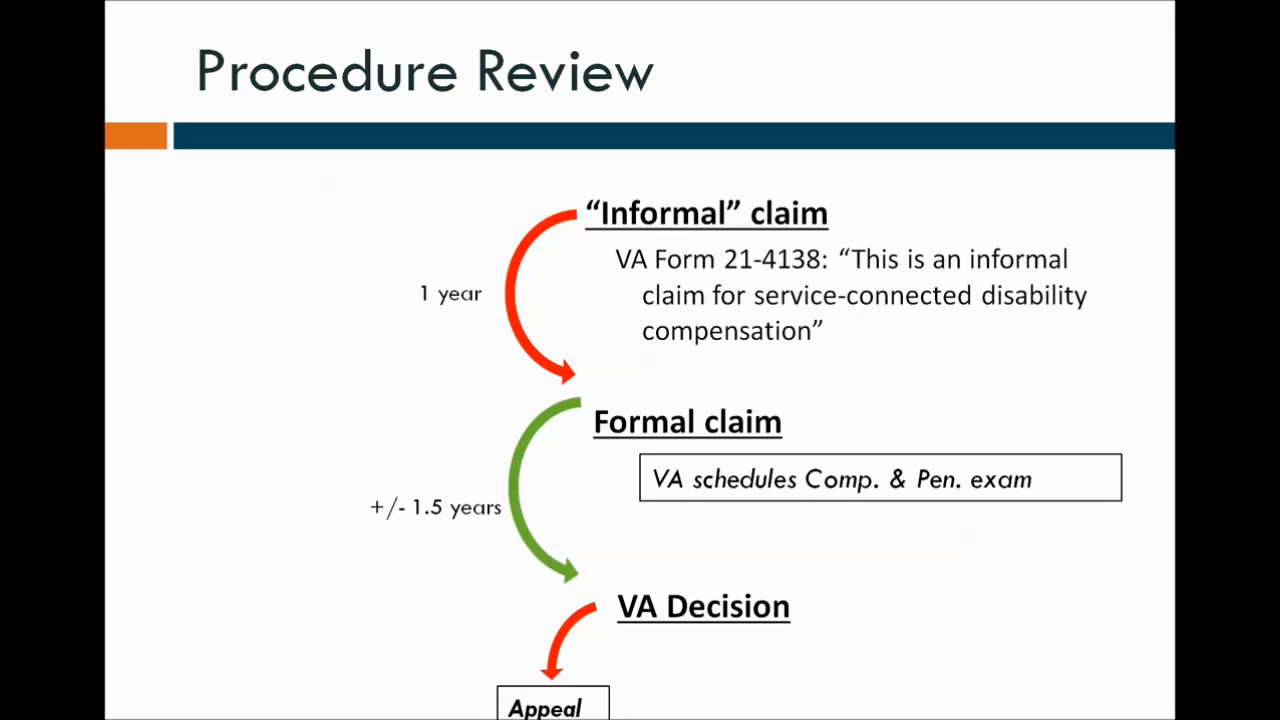 Procedure Review
“Informal” claim
VA Form 21-4138: “This is an informal
claim for service-connected disability
compensation”
1 year
Formal claim
VA schedules Comp. & Pen. exam
+/- 1.5 years
VA Decision
Appeal